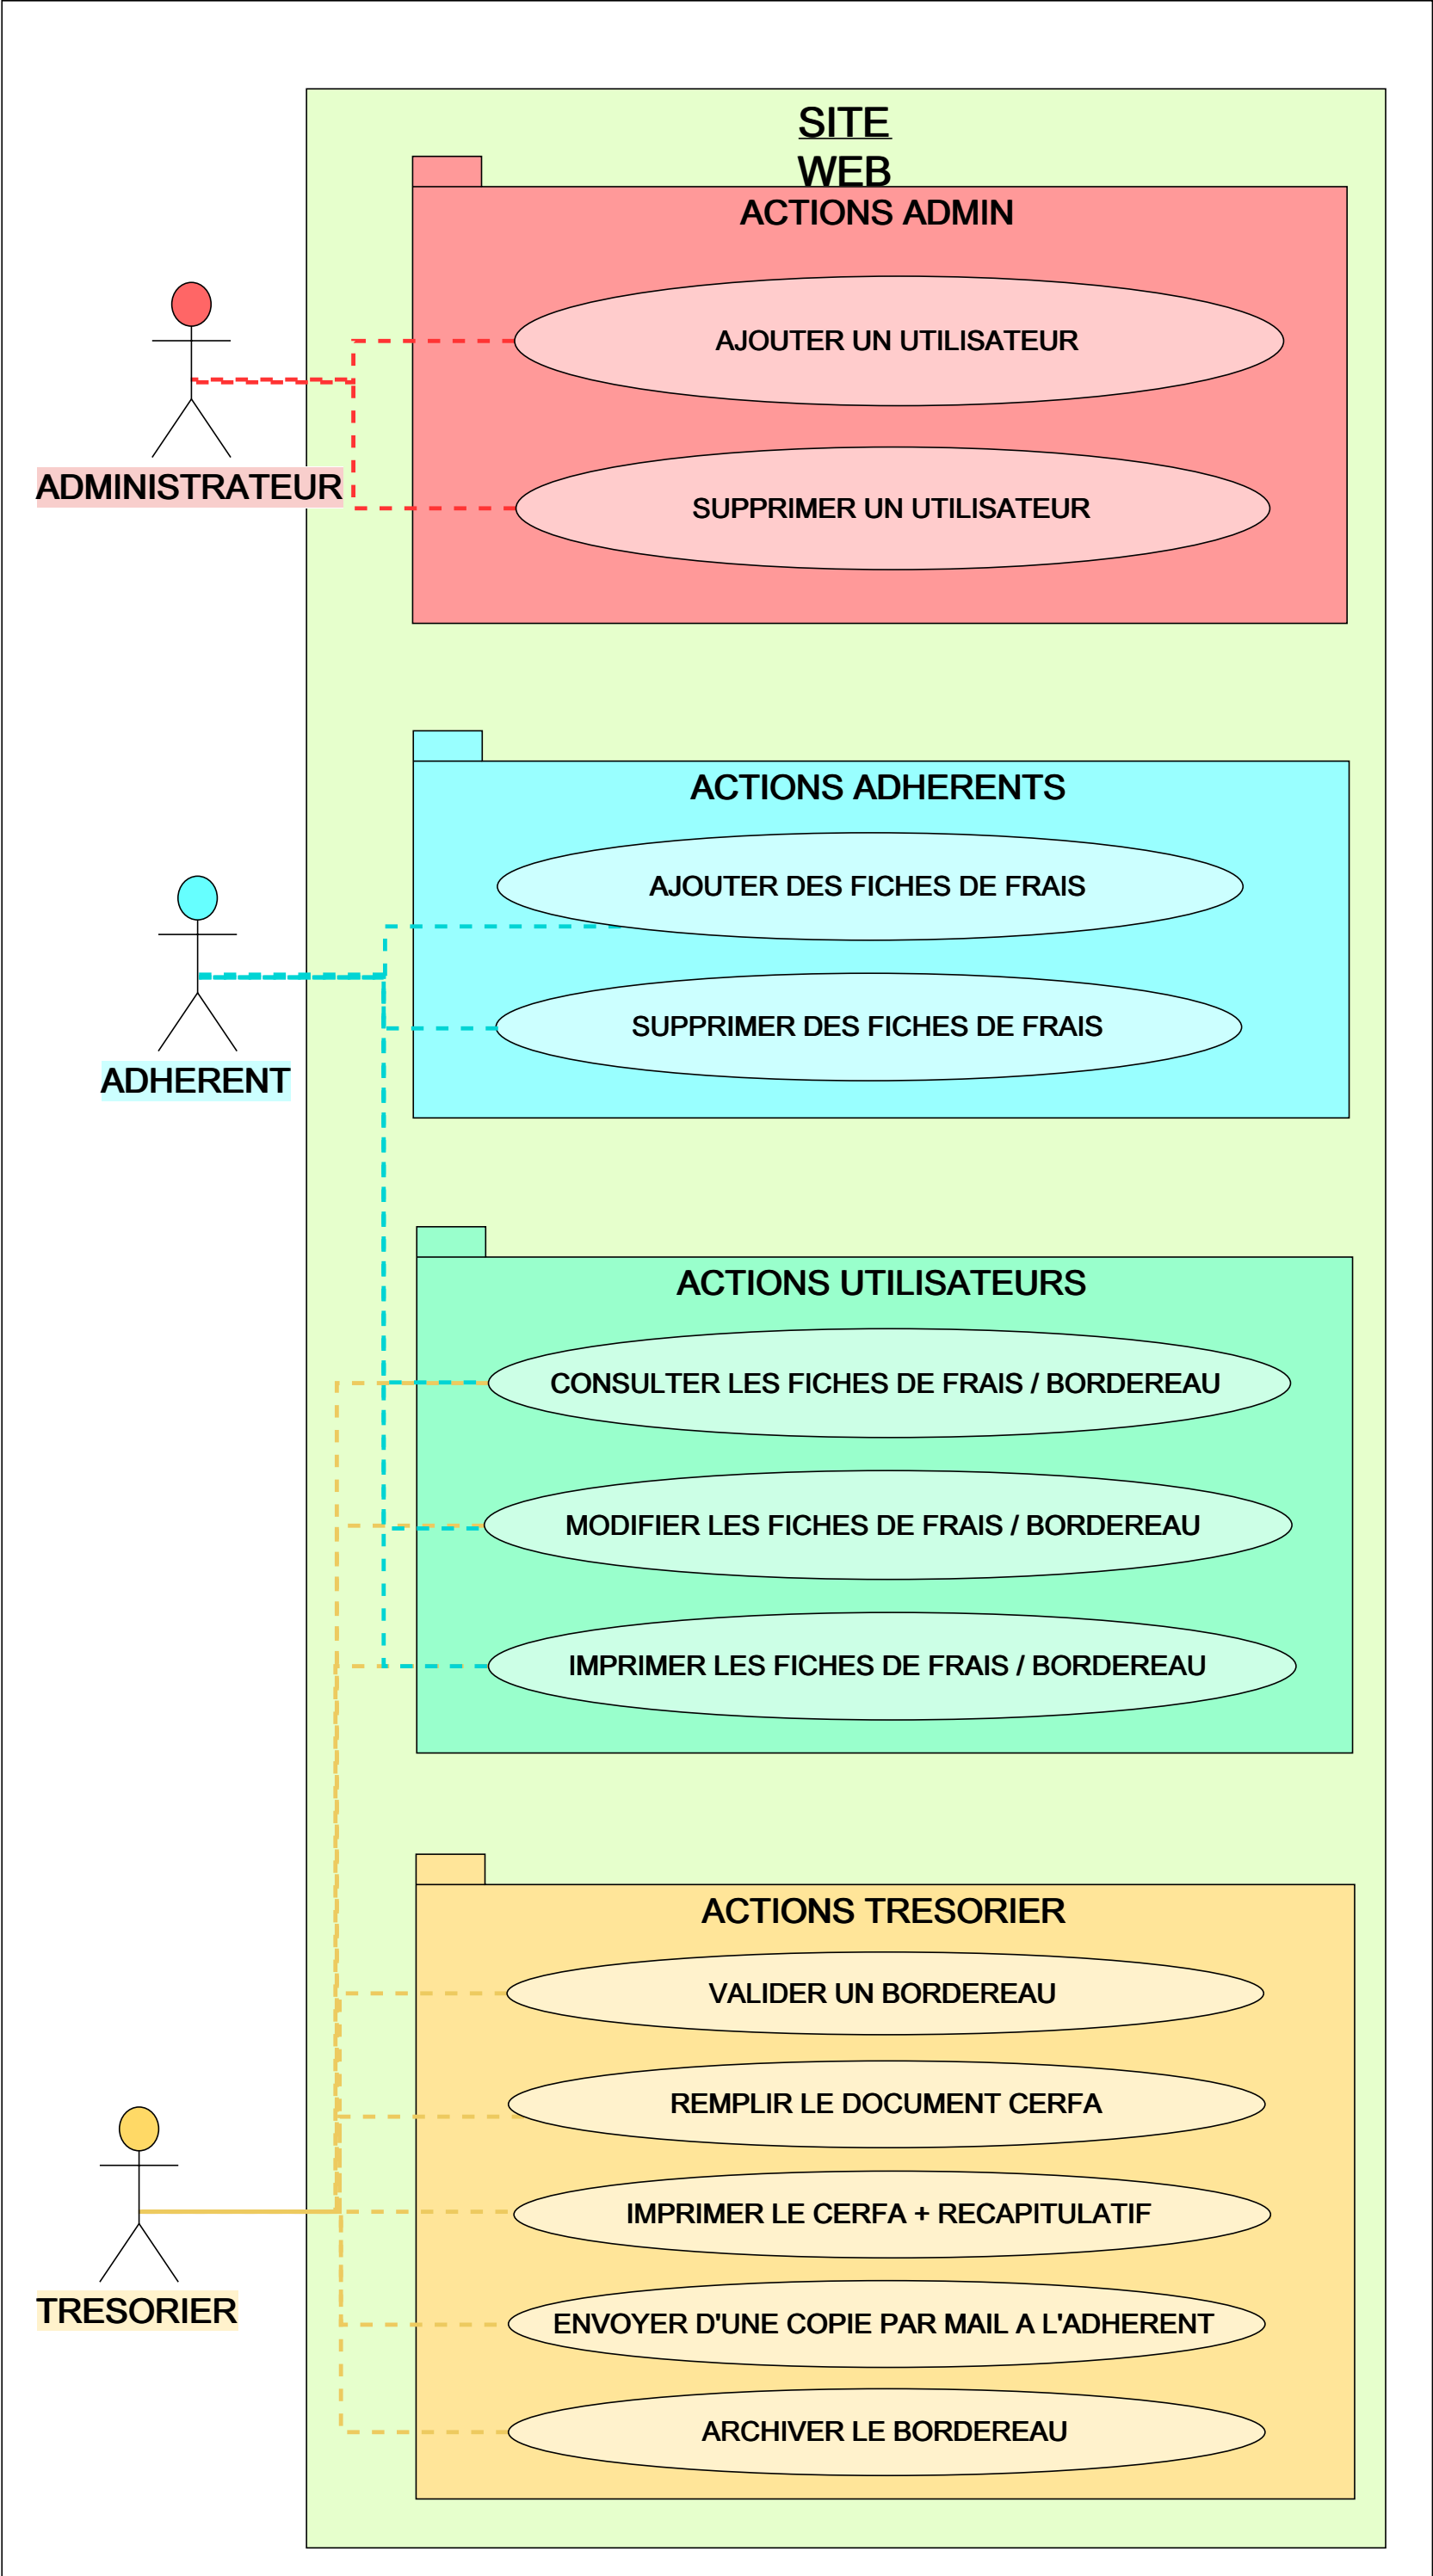 SITE
WEB
ACTIONS ADMIN
AJOUTER UN UTILISATEUR
ADMINISTRATEUR
SUPPRIMER UN UTILISATEUR
ACTIONS ADHERENTS
AJOUTER DES FICHES DE FRAIS
SUPPRIMER DES FICHES DE FRAIS
ADHERENT
ACTIONS UTILISATEURS
CONSULTER LES FICHES DE FRAIS / BORDEREAU
MODIFIER LES FICHES DE FRAIS / BORDEREAU
IMPRIMER LES FICHES DE FRAIS / BORDEREAU
ACTIONS TRESORIER
VALIDER UN BORDEREAU
REMPLIR LE DOCUMENT CERFA
IMPRIMER LE CERFA + RECAPITULATIF
TRESORIER
ENVOYER D'UNE COPIE PAR MAIL A L'ADHERENT
ARCHIVER LE BORDEREAU